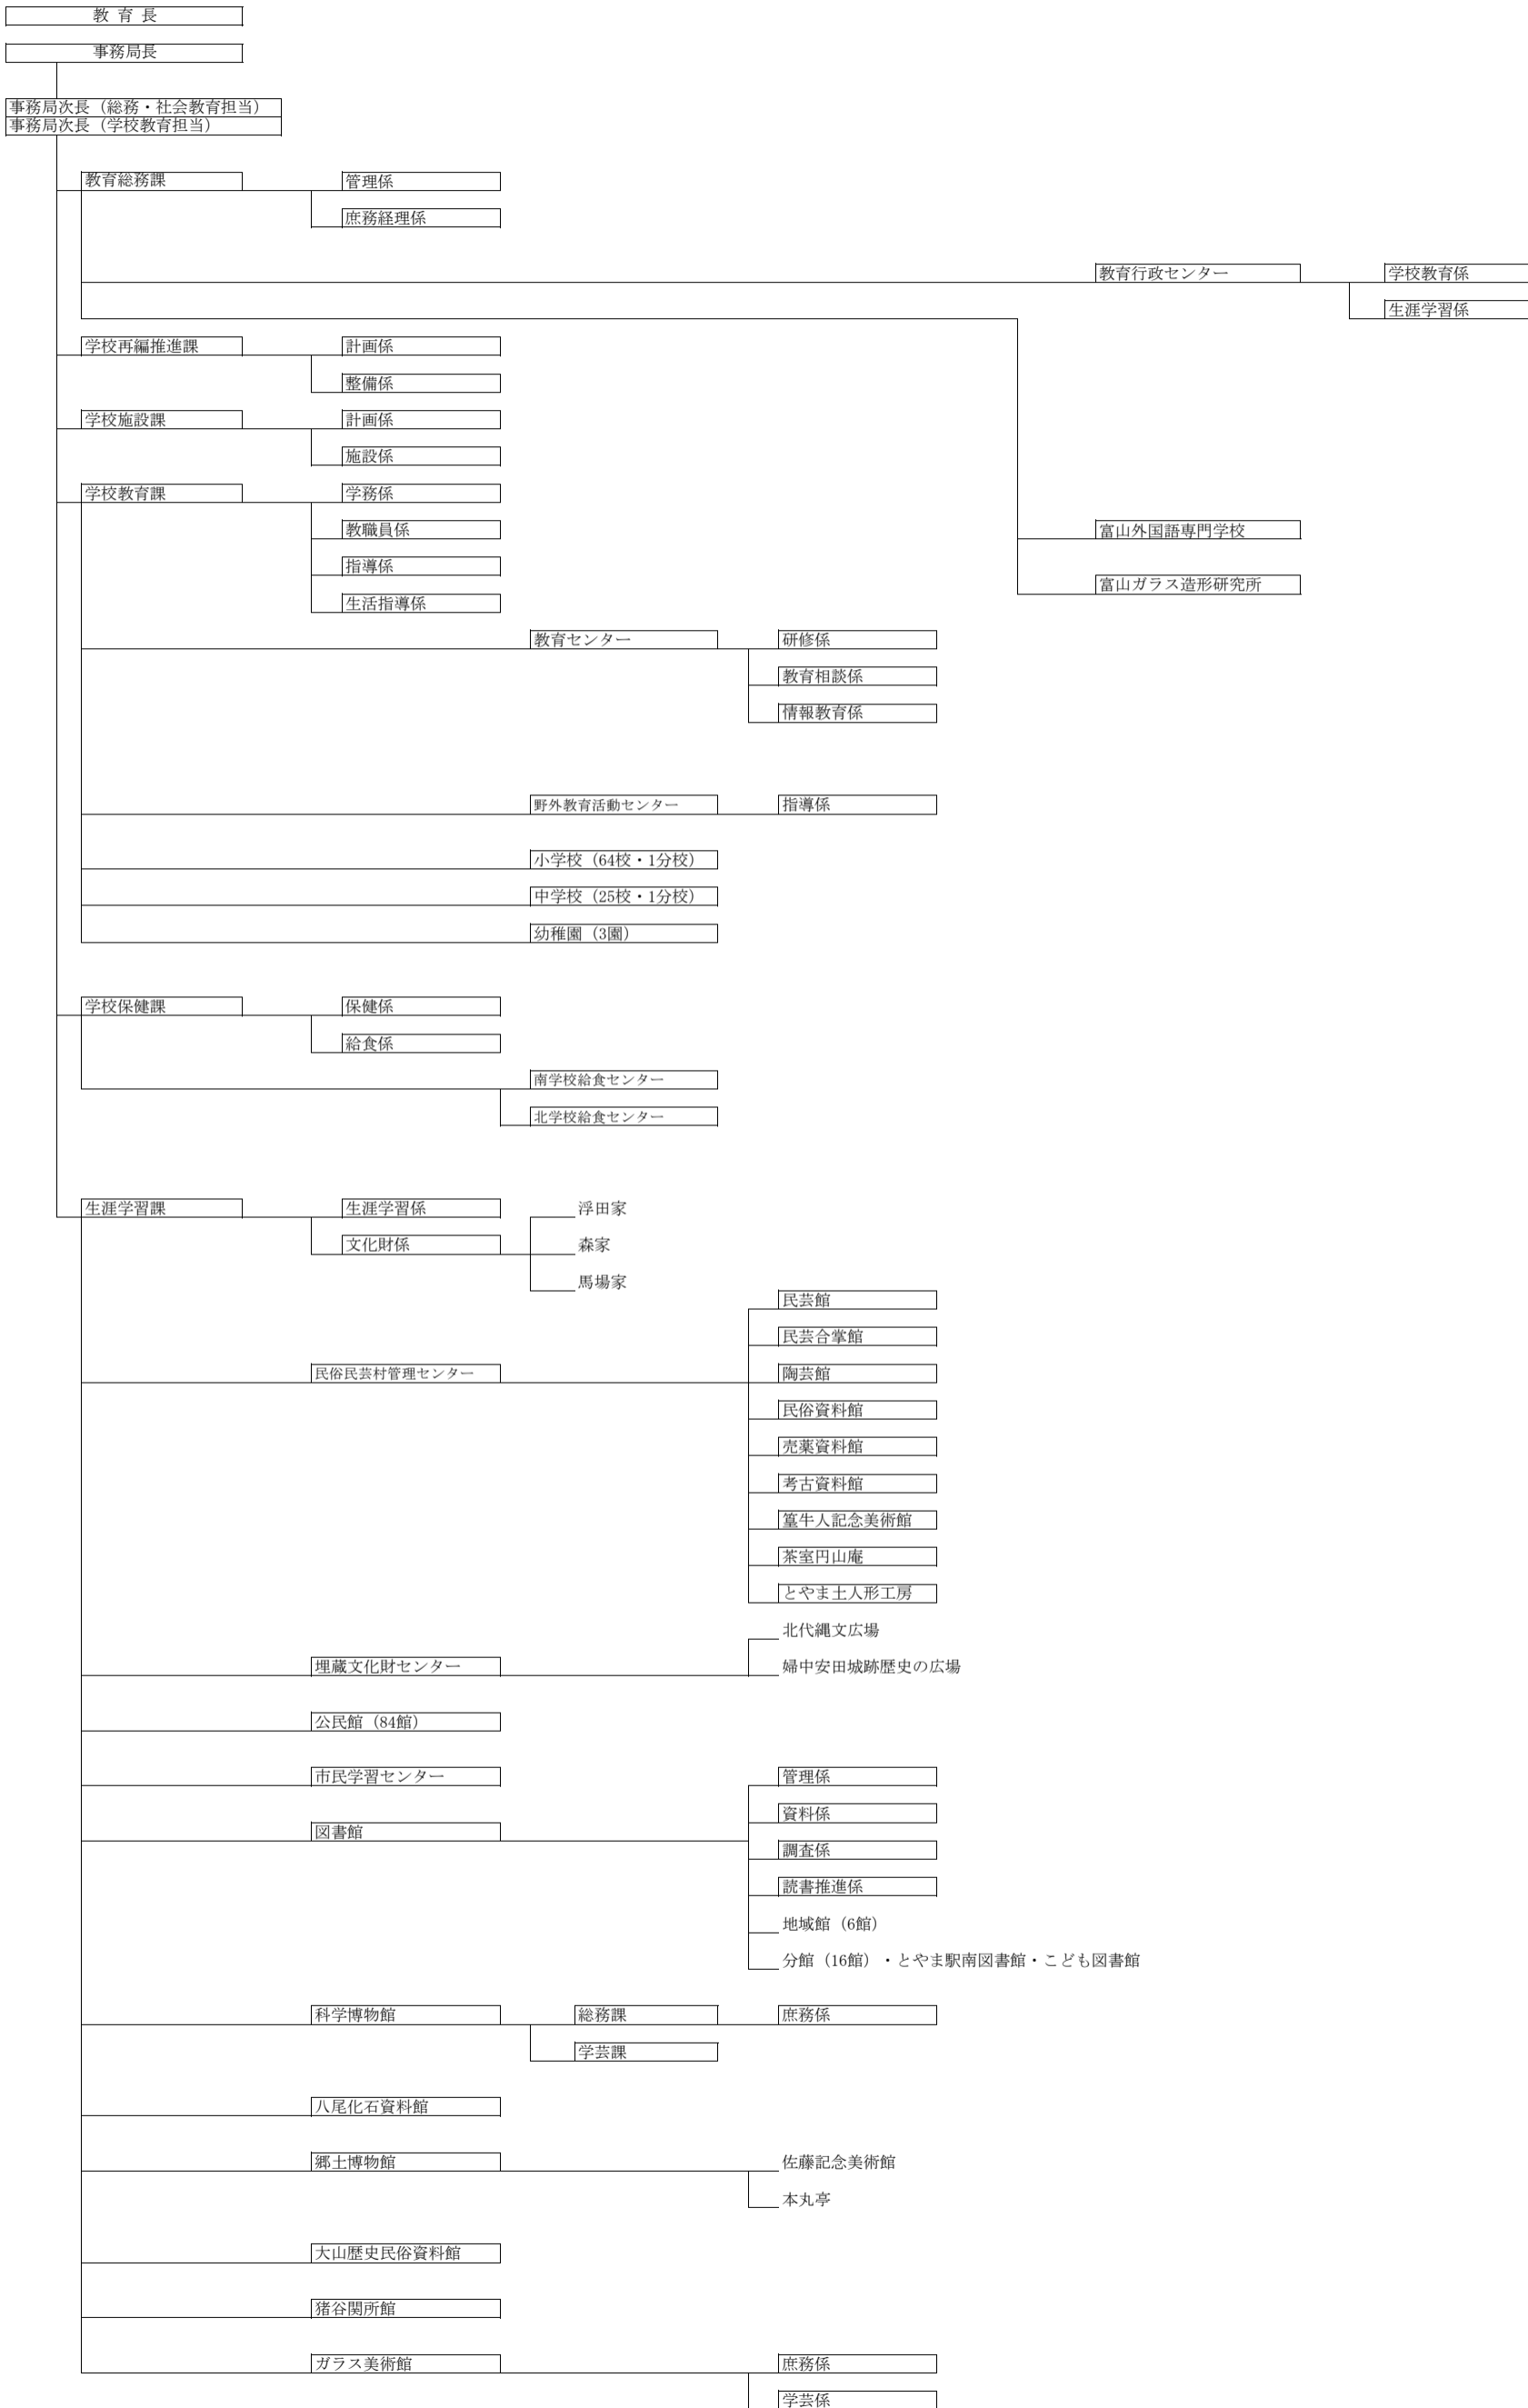 教 育 長
事務局長
事務局次長（総務・社会教育担当）
事務局次長（学校教育担当）
教育総務課 管理係
庶務経理係
教育行政センター 学校教育係
生涯学習係
学校再編推進課 計画係
整備係
学校施設課 計画係
施設係
学校教育課 学務係
教職員係 富山外国語専門学校
指導係
富山ガラス造形研究所
生活指導係
教育センター 研修係
教育相談係
情報教育係
野外教育活動センター 指導係
小学校（64校・1分校）
中学校（25校・1分校）
幼稚園（3園）
学校保健課 保健係
給食係
南学校給食センター
北学校給食センター
生涯学習課 生涯学習係 浮田家
文化財係 森家
馬場家
民芸館
民芸合掌館
民俗民芸村管理センター 陶芸館
民俗資料館
売薬資料館
考古資料館
篁牛人記念美術館
茶室円山庵
とやま土人形工房
北代縄文広場
埋蔵文化財センター 婦中安田城跡歴史の広場
公民館（84館）
市民学習センター 管理係
資料係
図書館
調査係
読書推進係
地域館（6館）
分館（16館）・とやま駅南図書館・こども図書館
科学博物館 総務課 庶務係
学芸課
八尾化石資料館
郷土博物館 佐藤記念美術館
本丸亭
大山歴史民俗資料館
猪谷関所館
ガラス美術館 庶務係
学芸係